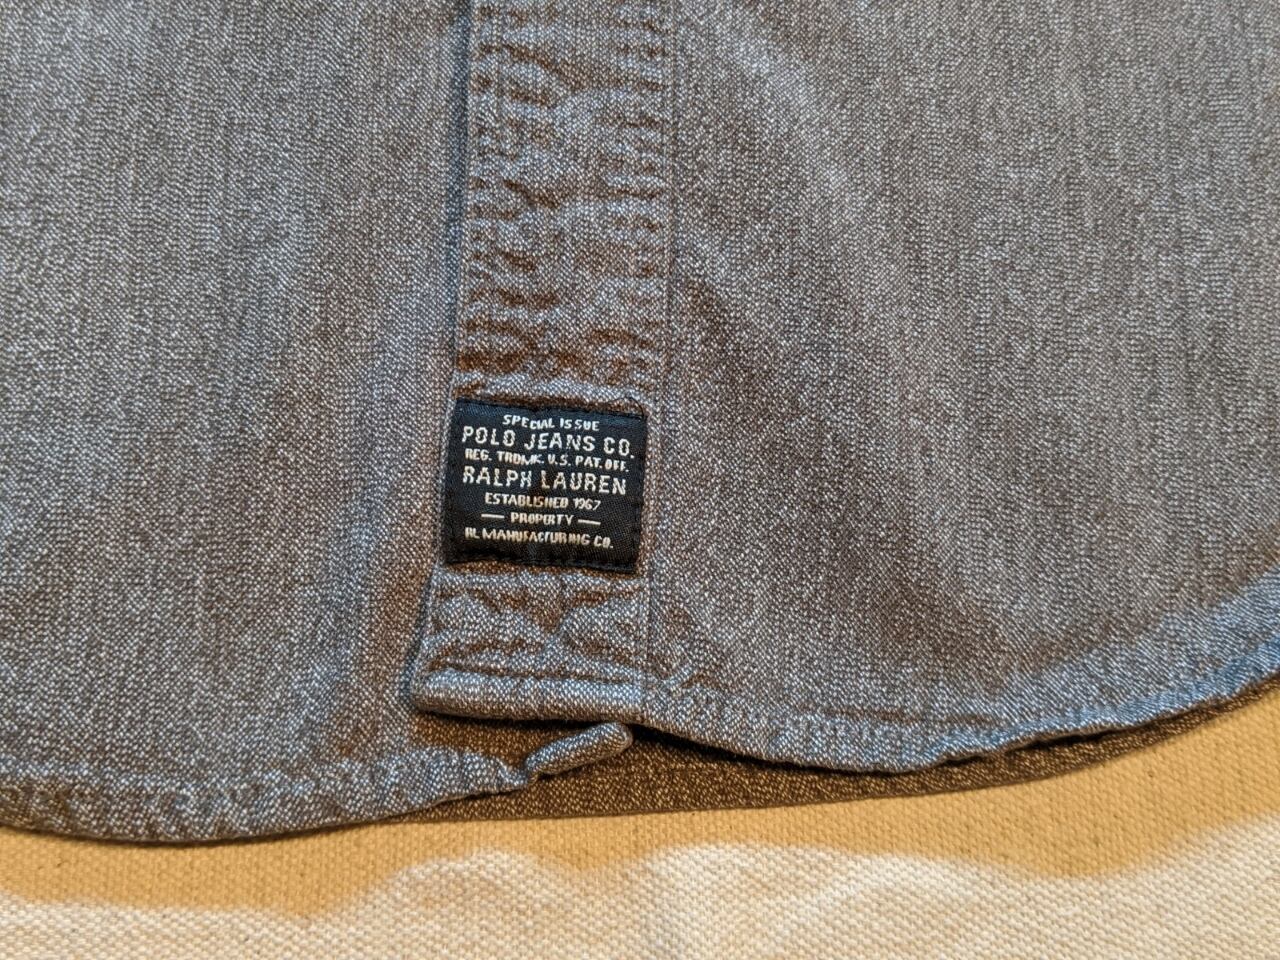 SPECIAL ISSUE
POLO JEANS CO.
REG. TRDMK. U.S. PAT. OFF.
RALPH LAUREN
ESTABLISHED 1967
— PROPERTY —
RL MANUFACTURING CO.